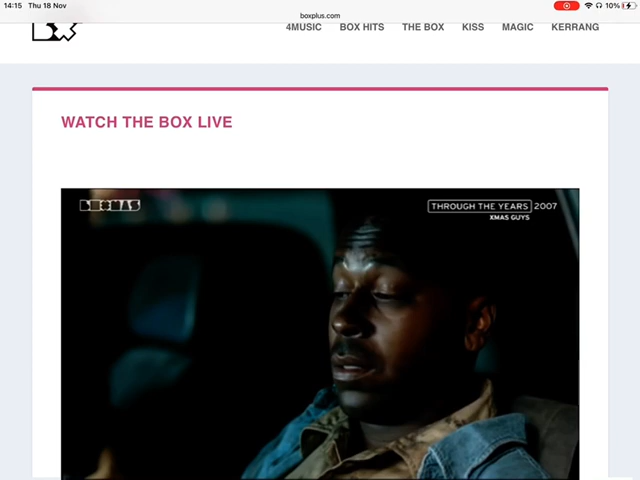 14:15 Thu 18 Nov
10%
boxplus.com
4MUSIC BOX HITS THE BOX KISS MAGIC KERRANG
WATCH THE BOX LIVE
THROUGH THE YEARS 2007
XMAS GUYS